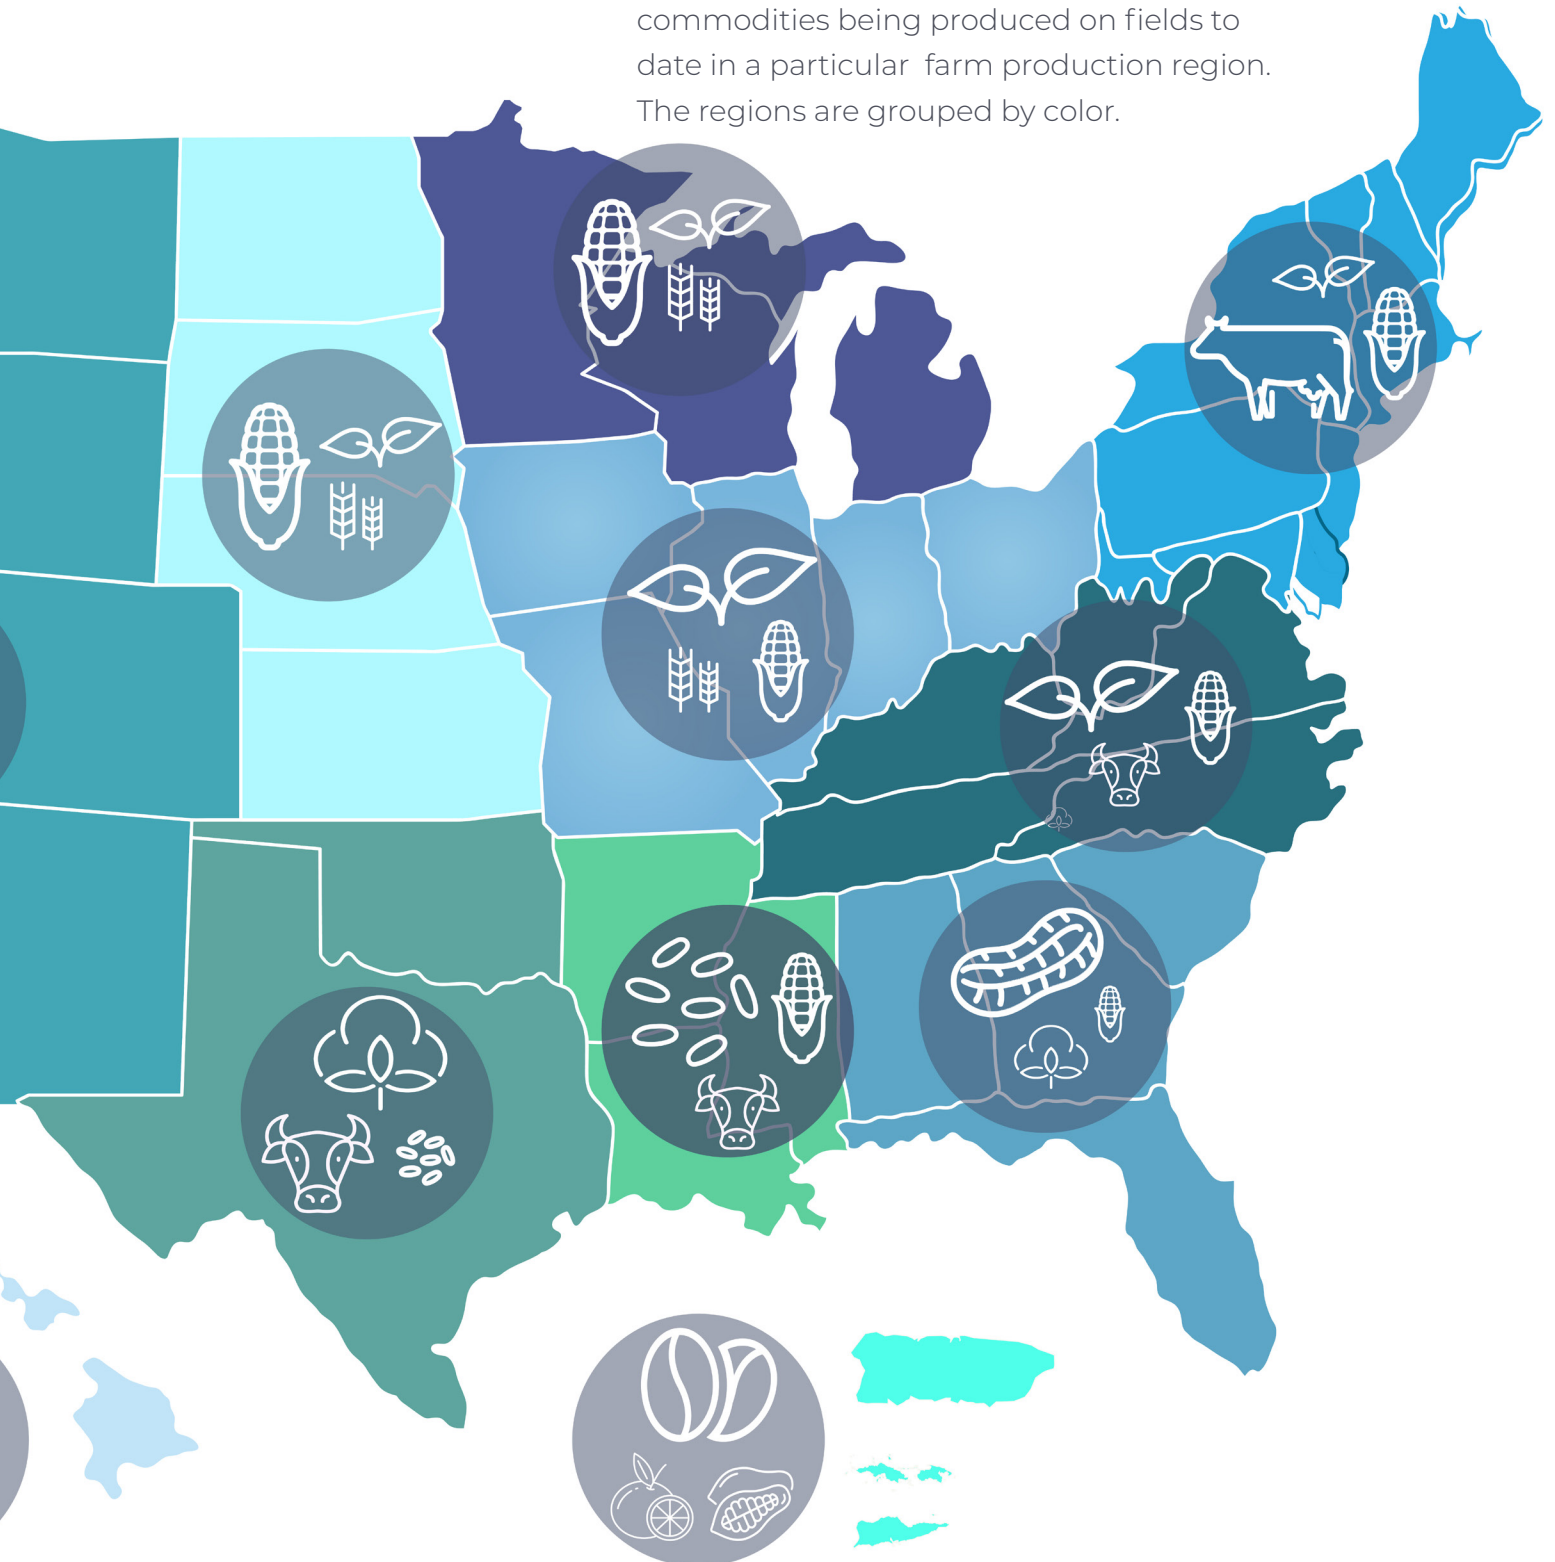 commodities being produced on fields to
date in a particular  farm production region.
The regions are grouped by color.